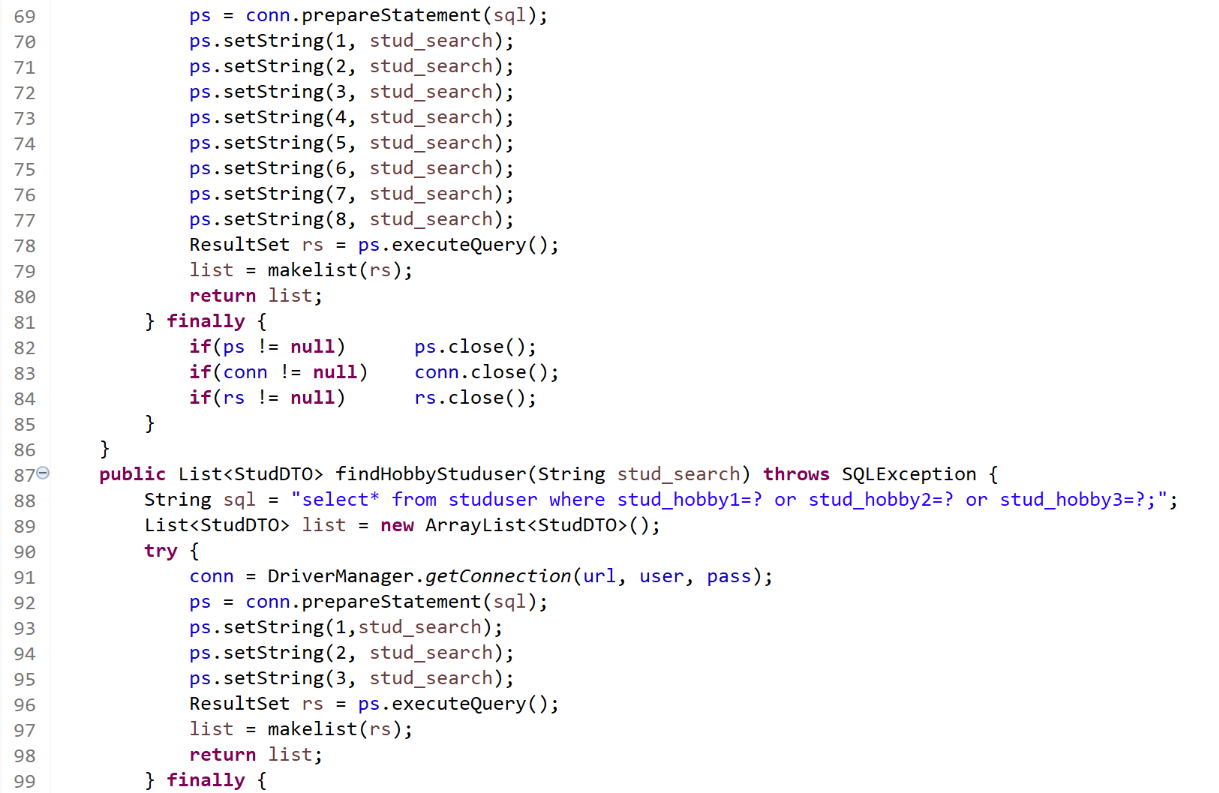 69 ps = conn.prepareStatement(sql);
70 ps.setString(1, stud_search);
71 ps.setString(2, stud_search);
72 ps.setString(3, stud_search);
73 ps.setString(4, stud_search);
74 ps.setString(5, stud_search);
75 ps.setString(6, stud_search);
76 ps.setString(7, stud_search);
77 ps.setString(8, stud_search);
78 ResultSet rs = ps.executeQuery();
79 list = makelist(rs);
80 return list;
81 } finally {
82 if(ps != null) ps.close();
83 if(conn != null) conn.close();
84 if(rs != null) rs.close();
85 }
86 }
87 public List<StudDTO> findHobbyStuduser(String stud_search) throws SQLException {
88 String sql = "select* from studuser where stud_hobby1=? or stud_hobby2=? or stud_hobby3=?;";
89 List<StudDTO> list = new ArrayList<StudDTO>();
90 try {
91 conn = DriverManager.getConnection(url, user, pass);
92 ps = conn.prepareStatement(sql);
93 ps.setString(1,stud_search);
94 ps.setString(2, stud_search);
95 ps.setString(3, stud_search);
96 ResultSet rs = ps.executeQuery();
97 list = makelist(rs);
98 return list;
99 } finally {